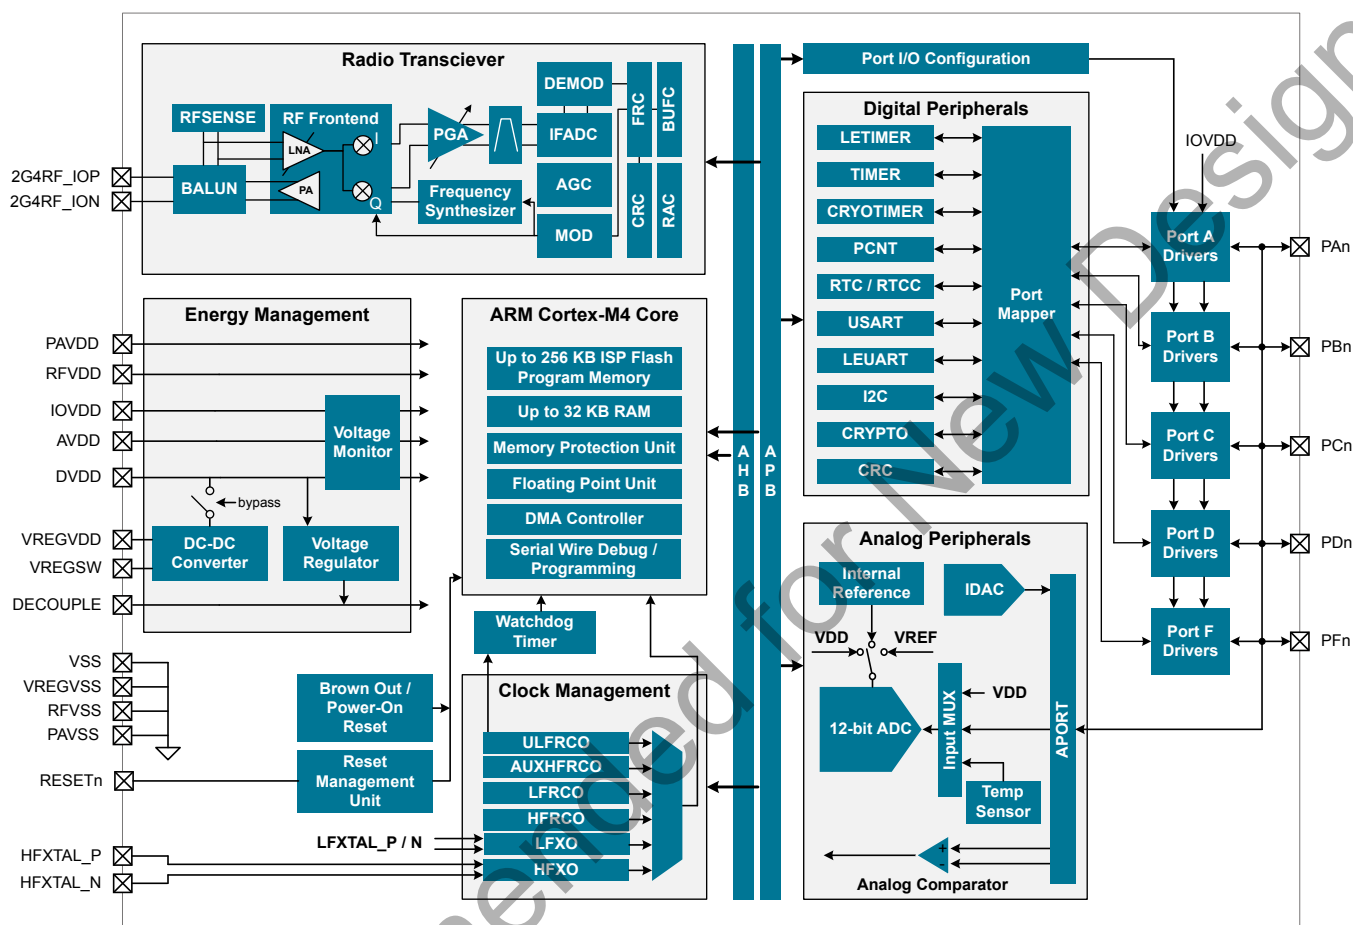 Radio Transciever
RFSENSE
RF Frontend
LNA
I
BALUN
PA
Q
PGA
Frequency
Synthesizer
DEMOD
IFADC
AGC
MOD
FRC
BUFC
CRC
RAC
2G4RF_IOP
2G4RF_ION
Energy Management
PAVDD
RFVDD
IOVDD
AVDD
DVDD
Voltage
Monitor
bypass
VREGVDD
VREGSW
DC-DC
Converter
Voltage
Regulator
DECOUPLE
VSS
VREGVSS
RFVSS
PAVSS
RESETn
HFXTAL_P
HFXTAL_N
Brown Out /
Power-On
Reset
Reset
Management
Unit
ARM Cortex-M4 Core
Up to 256 KB ISP Flash
Program Memory
Up to 32 KB RAM
Memory Protection Unit
Floating Point Unit
DMA Controller
Serial Wire Debug /
Programming
Watchdog
Timer
Clock Management
ULFRCO
AUXHFRCO
LFRCO
HFRCO
LFXO
HFXO
LFXTAL_P / N
A
H
B
A
P
B
Port I/O Configuration
Digital Peripherals
LETIMER
TIMER
CRYOTIMER
PCNT
RTC / RTCC
USART
LEUART
I2C
CRYPTO
CRC
Port
Mapper
Analog Peripherals
Internal
Reference
IDAC
VDD
VREF
12-bit ADC
Input MUX
VDD
Temp
Sensor
APORT
+
-
Analog Comparator
IOVDD
Port A
Drivers
Port B
Drivers
Port C
Drivers
Port D
Drivers
Port F
Drivers
PAn
PBn
PCn
PDn
PFn
for New Design